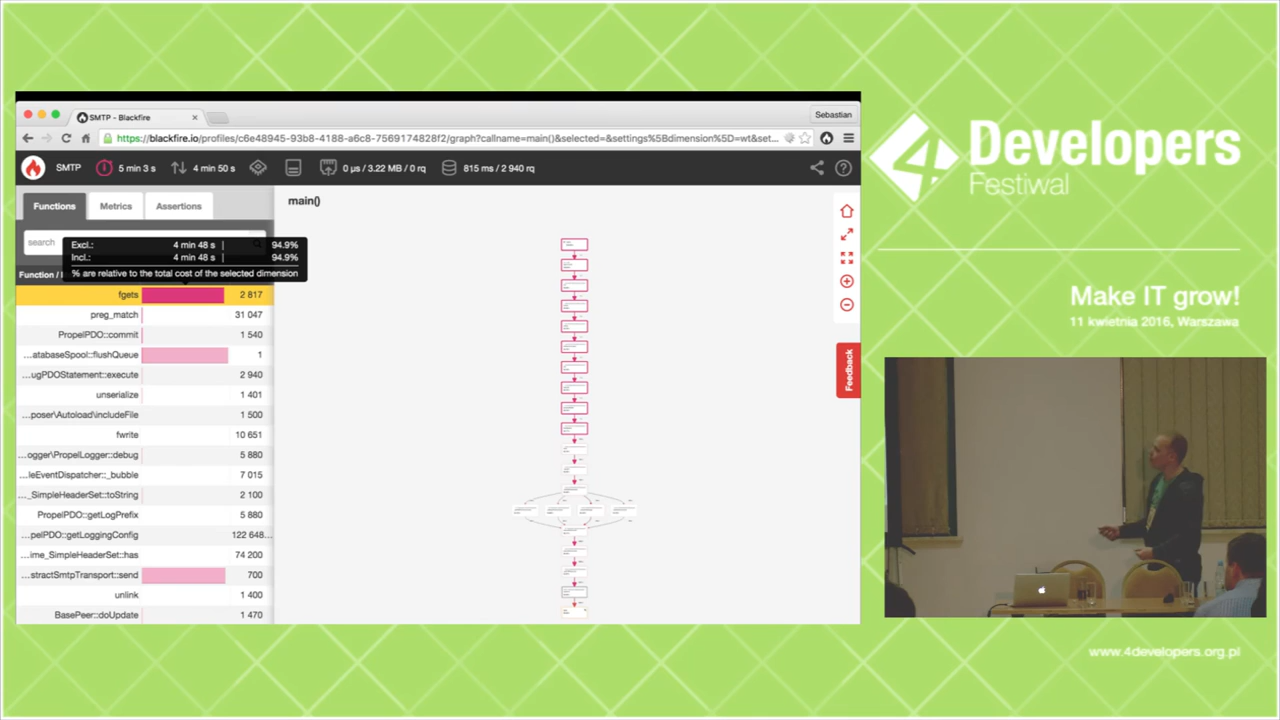 SMTP - Blackfire
Sebastian
https://blackfire.io/profiles/c6e48945-93b8-4188-a6c8-7569174828f2/graph?callname=main()&selected=&settings%5Bdimension%5D=wt&set...
SMTP
5 min 3 s
4 min 50 s
0 µs / 3.22 MB / 0 rq
815 ms / 2 940 rq
Functions
Metrics
Assertions
main()
search
Excl.: 4 min 48 s | 94.9%
Incl.: 4 min 48 s | 94.9%
% are relative to the total cost of the selected dimension
Function /
fgets 2 817
preg_match 31 047
PropelPDO::commit 1 540
...atabaseSpool::flushQueue 1
...ugPDOStatement::execute 2 940
unserialize 1 401
...poser\Autoload\includeFile 1 500
fwrite 10 651
...ogger\PropelLogger::debug 5 880
...leEventDispatcher::_bubble 7 015
..._SimpleHeaderSet::toString 2 100
PropelPDO::getLogPrefix 5 880
...pelPDO::getLoggingConfig 122 648...
...ime_SimpleHeaderSet::has 74 200
...stractSmtpTransport::send 700
unlink 1 400
BasePeer::doUpdate 1 470
Feedback
4Developers
Festiwal
Make IT grow!
11 kwietnia 2016, Warszawa
www.4developers.org.pl